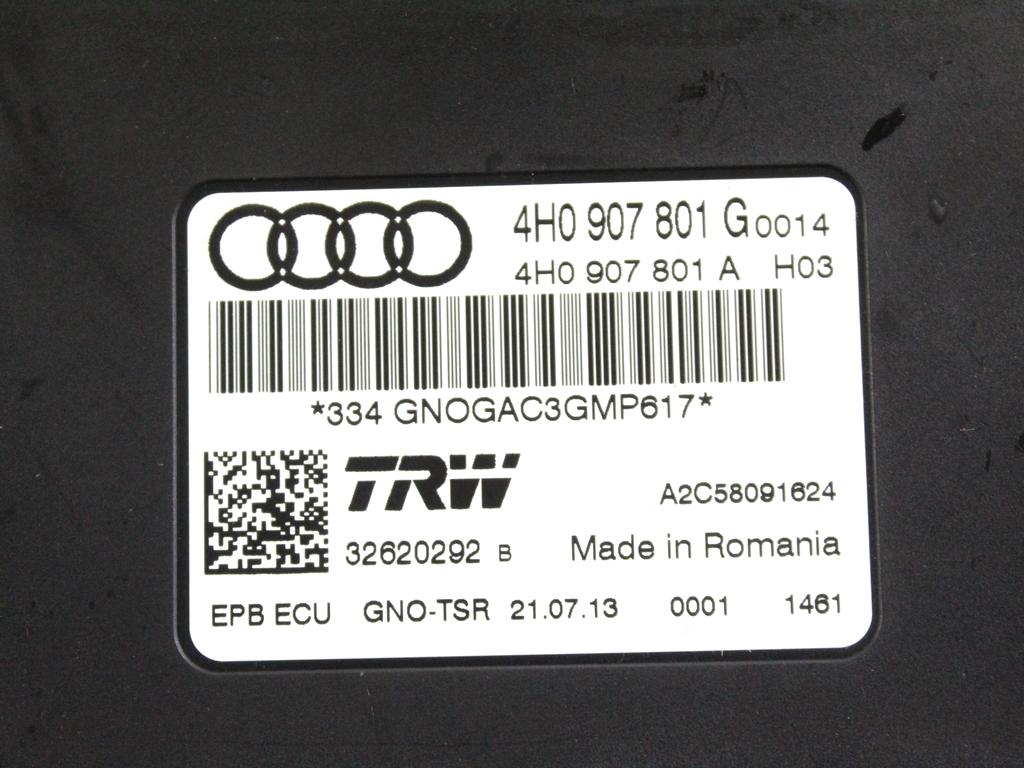 4H0 907 801 G 0014
4H0 907 801 A H03
*334 GNOGAC3GMP617*
TRW
A2C58091624
32620292 B Made in Romania
EPB ECU GNO-TSR 21.07.13 0001 1461